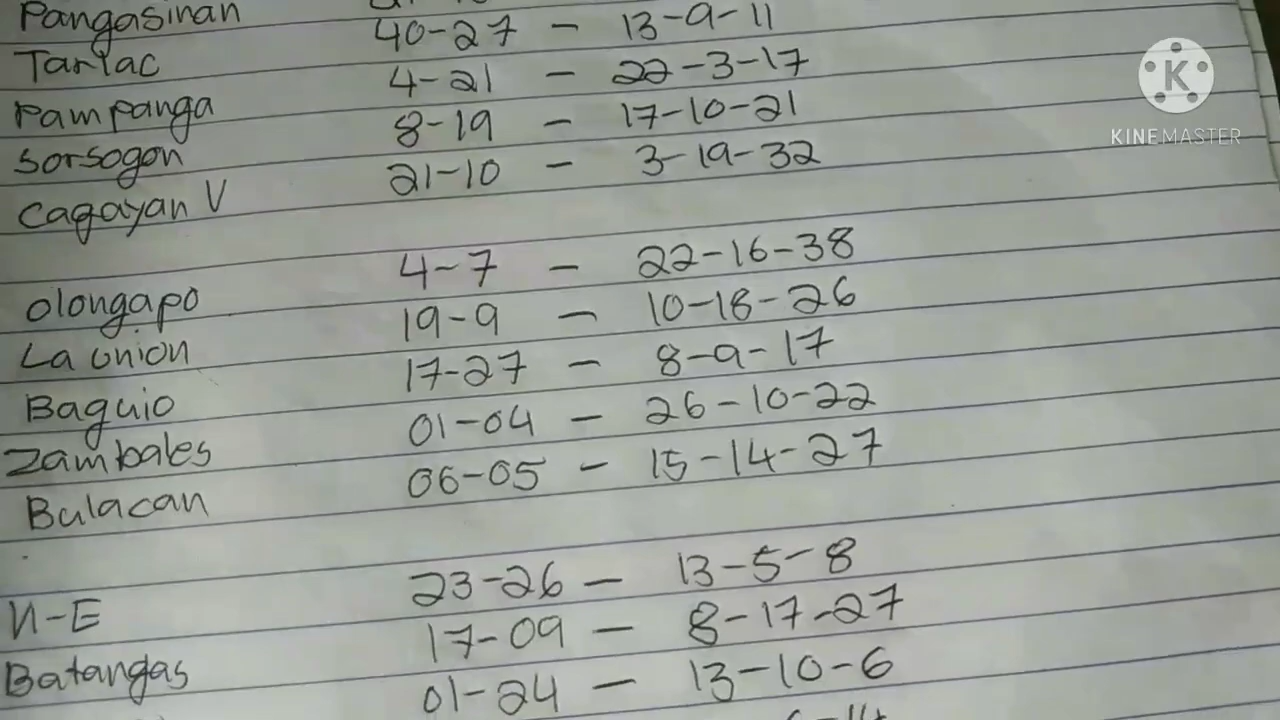 Pangasinan
Tarlac 40-27 - 13-9-11
Pampanga 4-21 - 22-3-17
Sorsogon 8-19 - 17-10-21
Cagayan V 21-10 - 3-19-32
Olongapo 4-7 - 22-16-38
La Union 19-9 - 10-18-26
Baguio 17-27 - 8-9-17
Zambales 01-04 - 26-10-22
Bulacan 06-05 - 15-14-27
N-E 23-26 - 13-5-8
Batangas 17-09 - 8-17-27
01-24 - 13-10-6
K
KINEMASTER